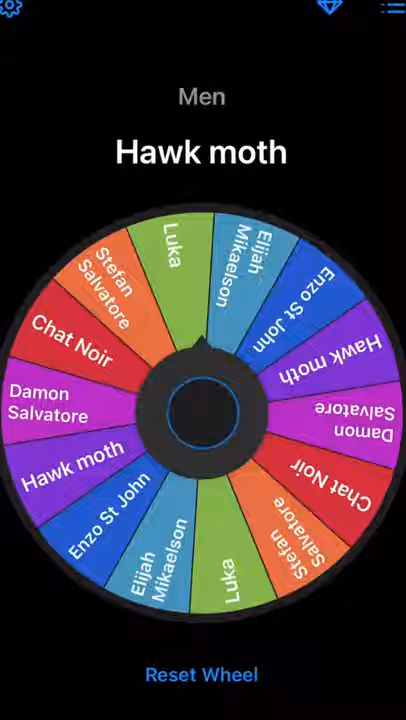 Men
Hawk moth
Luka
Elijah
Mikaelson
Enzo St John
Hawk moth
Damon
Salvatore
Chat Noir
Stefan
Salvatore
Luka
Elijah
Mikaelson
Enzo St John
Hawk moth
Damon
Salvatore
Chat Noir
Stefan
Salvatore
Reset Wheel